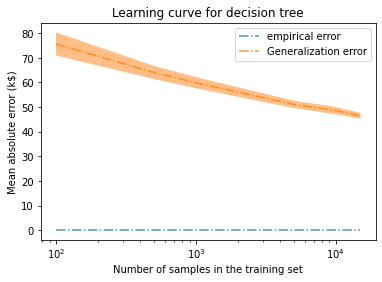 Learning curve for decision tree
empirical error
Generalization error
80
70
60
50
40
30
20
10
0
Mean absolute error (k$)
10²
10³
10⁴
Number of samples in the training set